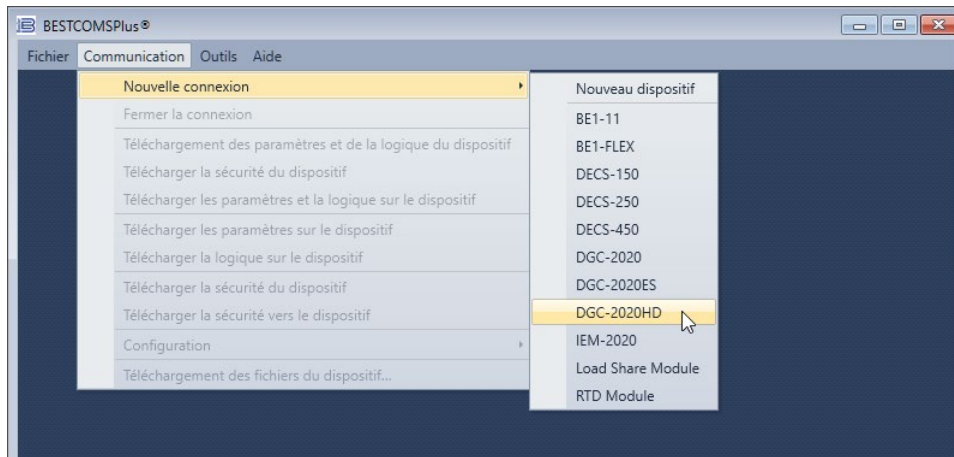 BESTCOMSPlus®
Fichier Communication Outils Aide
Nouvelle connexion
Fermer la connexion
Téléchargement des paramètres et de la logique du dispositif
Télécharger la sécurité du dispositif
Télécharger les paramètres et la logique sur le dispositif
Télécharger les paramètres sur le dispositif
Télécharger la logique sur le dispositif
Télécharger la sécurité du dispositif
Télécharger la sécurité vers le dispositif
Configuration
Téléchargement des fichiers du dispositif...
Nouveau dispositif
BE1-11
BE1-FLEX
DECS-150
DECS-250
DECS-450
DGC-2020
DGC-2020ES
DGC-2020HD
IEM-2020
Load Share Module
RTD Module